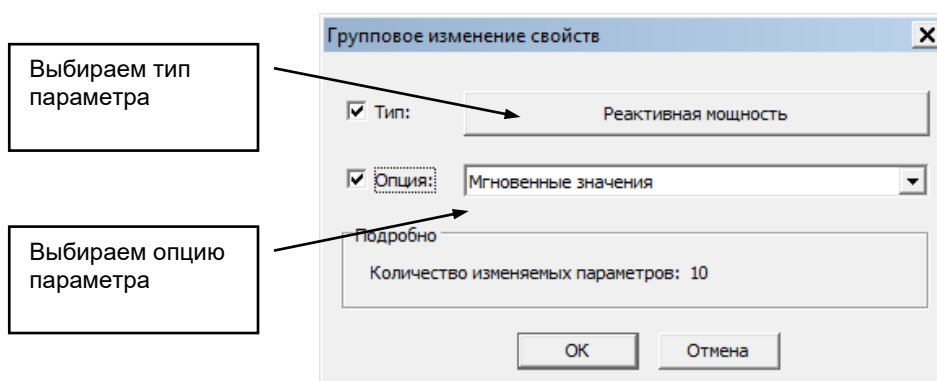 Групповое изменение свойств
Выбираем тип
параметра
Тип:
Реактивная мощность
Опция:
Мгновенные значения
Выбираем опцию
параметра
Подробно
Количество изменяемых параметров: 10
ОК
Отмена